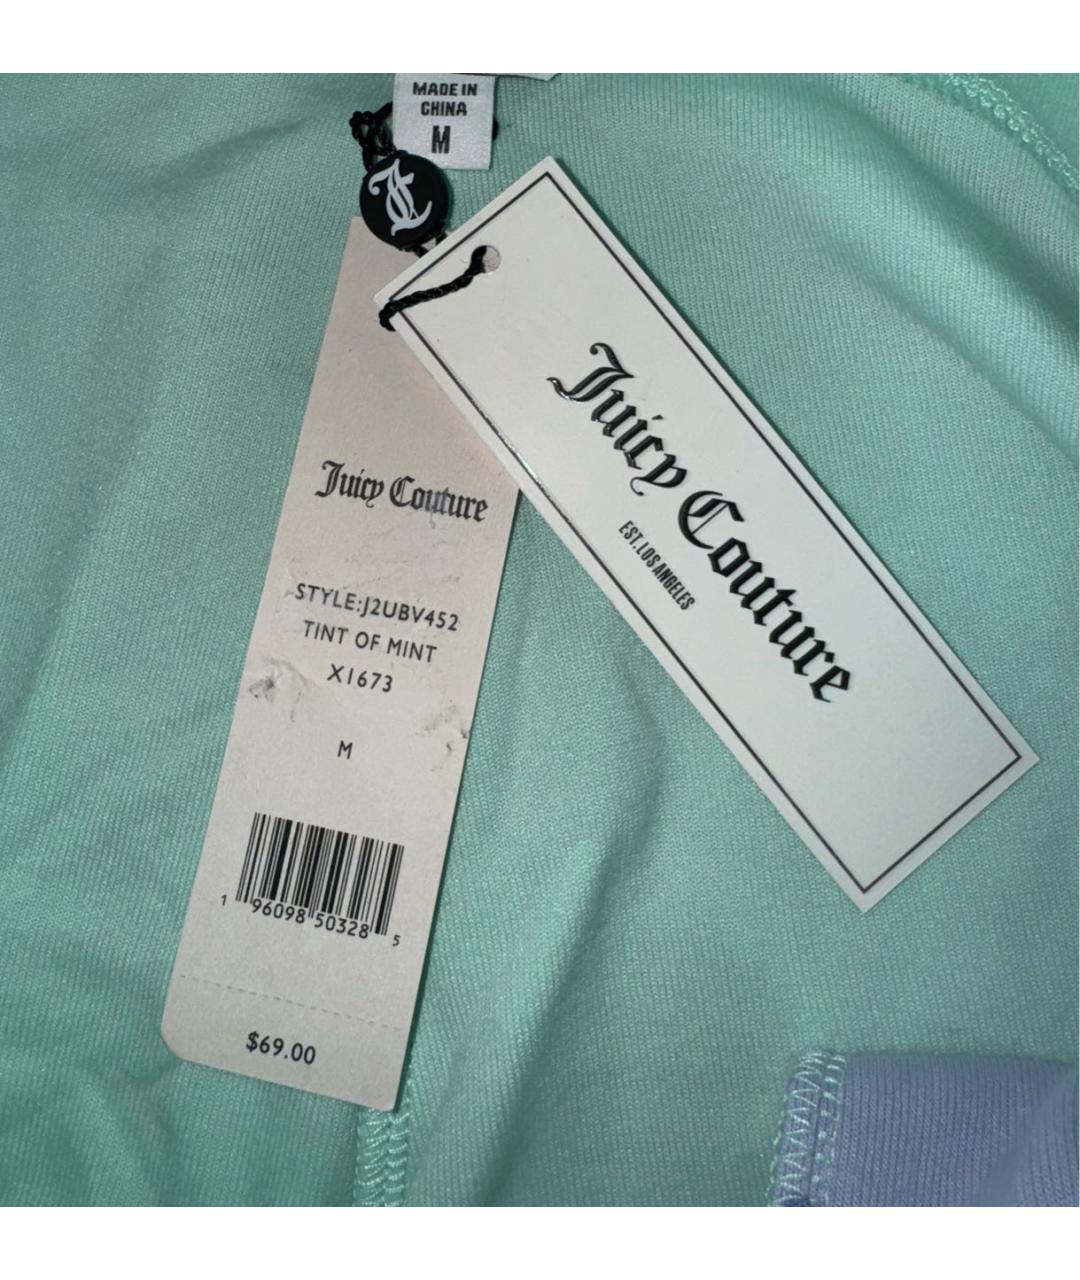 MADE IN
CHINA
M
JC
Juicy Couture
EST. LOS ANGELES
Juicy Couture
STYLE:J2UBV452
TINT OF MINT
X1673
M
1 96098 50328 5
$69.00